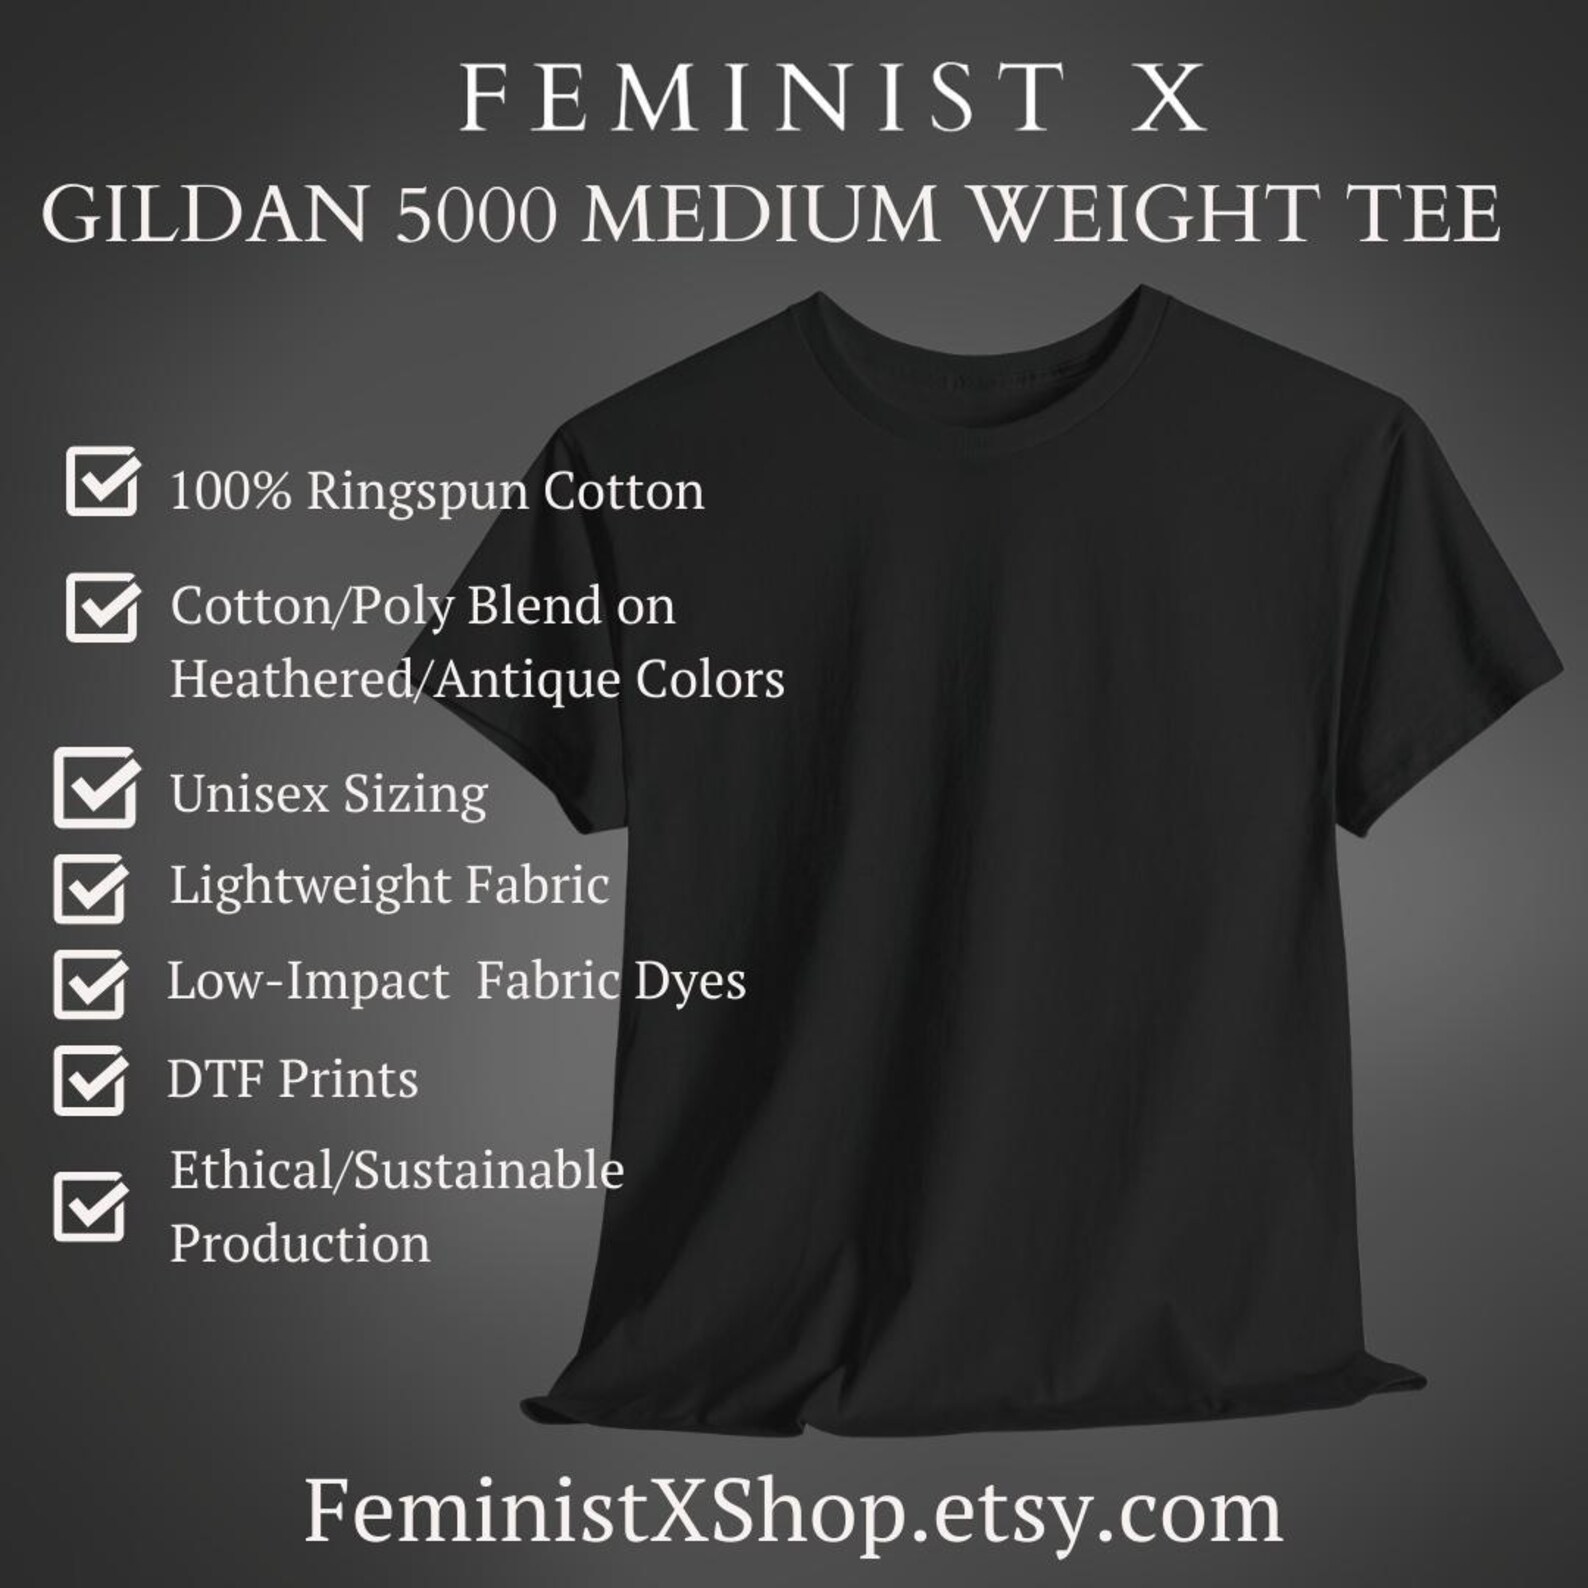 FEMINIST X
GILDAN 5000 MEDIUM WEIGHT TEE
100% Ringspun Cotton
Cotton/Poly Blend on
Heathered/Antique Colors
Unisex Sizing
Lightweight Fabric
Low-Impact Fabric Dyes
DTF Prints
Ethical/Sustainable
Production
FeministXShop.etsy.com